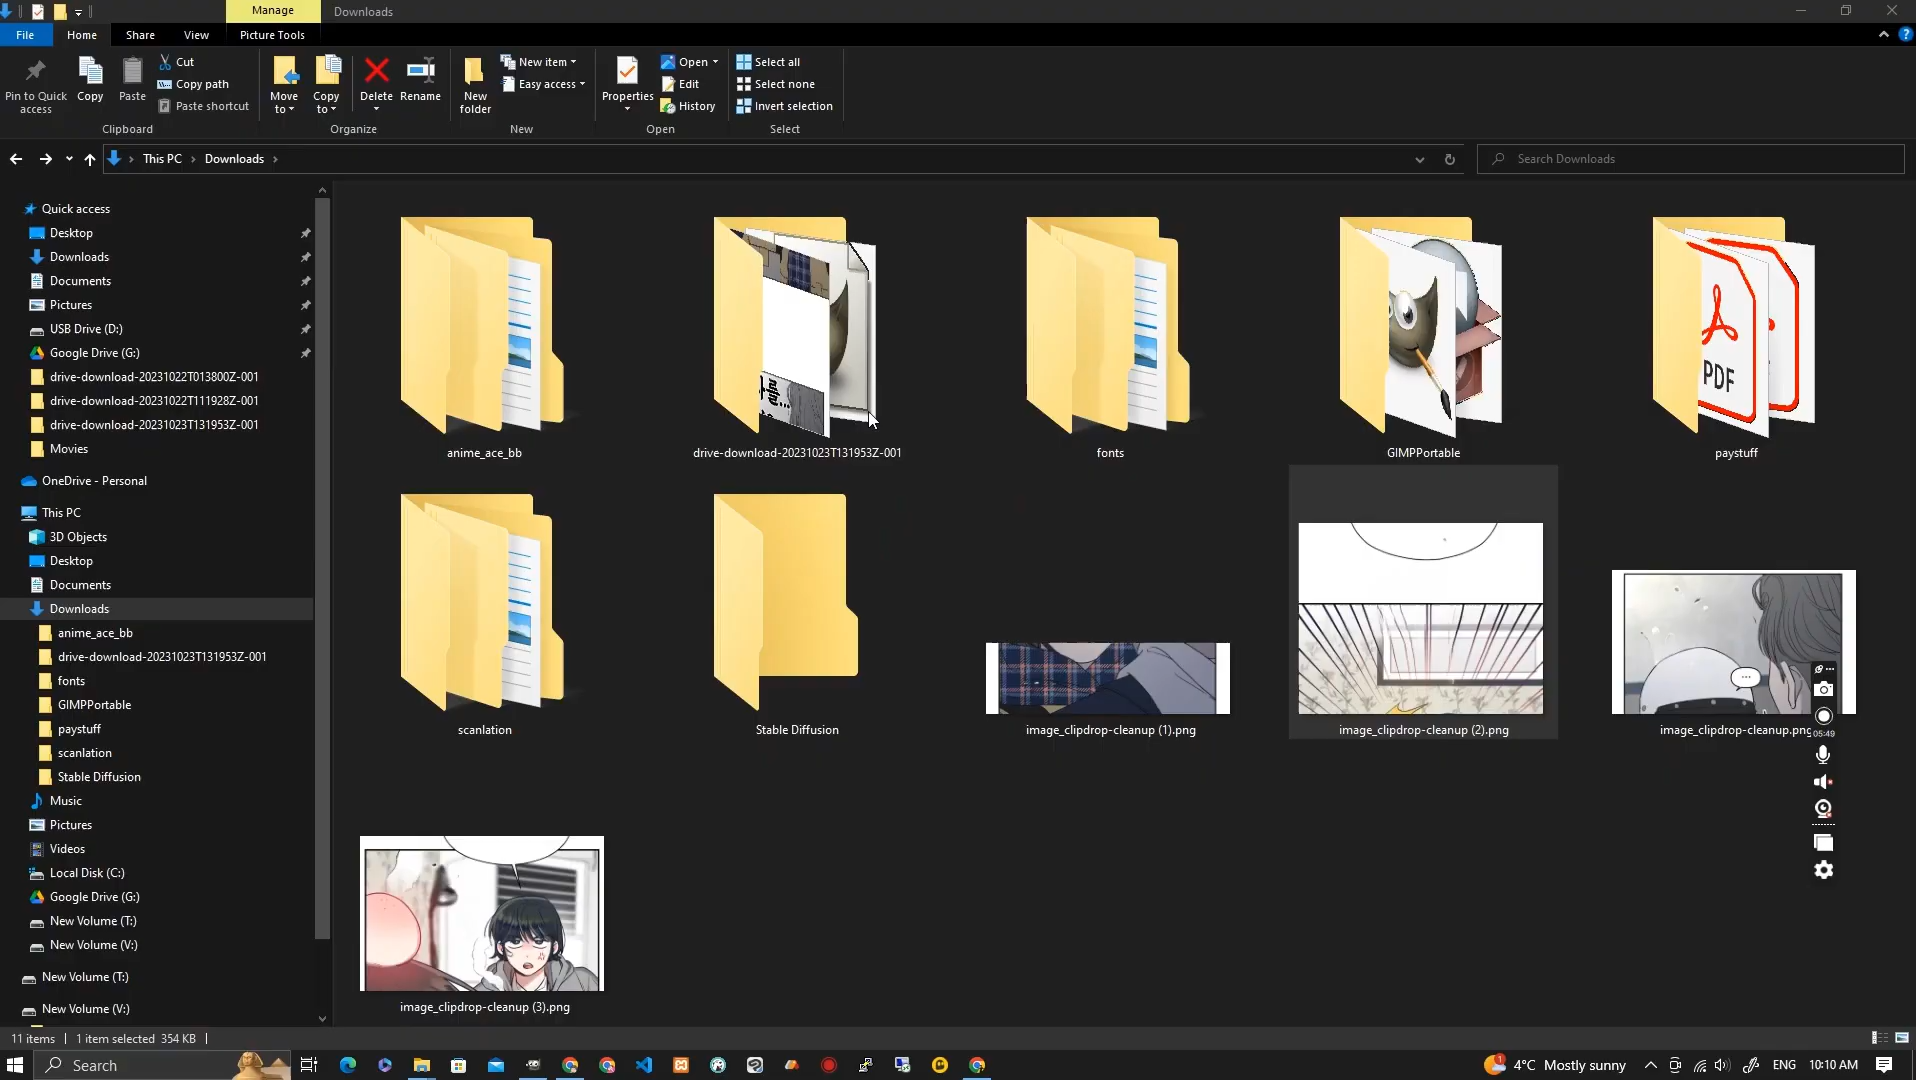 Manage
Downloads
File
Home
Share
View
Picture Tools
Pin to Quick access
Copy
Paste
Cut
Copy path
Paste shortcut
Clipboard
Move to
Copy to
Delete
Rename
Organize
New folder
New item
Easy access
New
Properties
Open
Edit
History
Open
Select all
Select none
Invert selection
Select
This PC
Downloads
Search Downloads
Quick access
Desktop
Downloads
Documents
Pictures
USB Drive (D:)
Google Drive (G:)
drive-download-20231022T013800Z-001
drive-download-20231022T111928Z-001
drive-download-20231023T131953Z-001
Movies
OneDrive - Personal
This PC
3D Objects
Desktop
Documents
Downloads
anime_ace_bb
drive-download-20231023T131953Z-001
fonts
GIMPPortable
paystuff
scanlation
Stable Diffusion
Music
Pictures
Videos
Local Disk (C:)
Google Drive (G:)
New Volume (T:)
New Volume (V:)
New Volume (T:)
New Volume (V:)
PDF
anime_ace_bb
drive-download-20231023T131953Z-001
fonts
GIMPPortable
paystuff
scanlation
Stable Diffusion
image_clipdrop-cleanup (1).png
image_clipdrop-cleanup (2).png
image_clipdrop-cleanup.png
05:49
image_clipdrop-cleanup (3).png
11 items
1 item selected 354 KB
Search
1
4°C Mostly sunny
ENG
10:10 AM